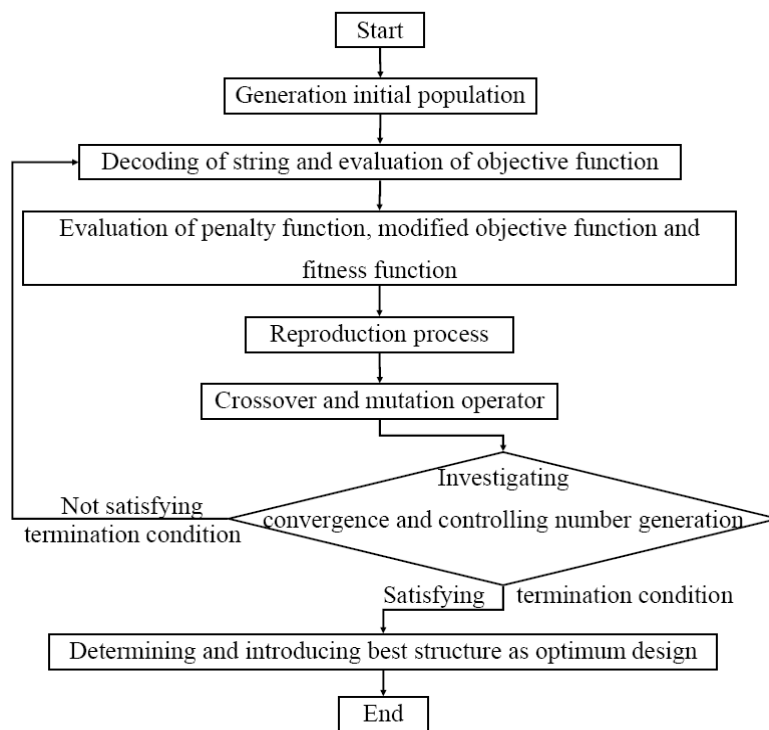 Start
Generation initial population
Decoding of string and evaluation of objective function
Evaluation of penalty function, modified objective function and
fitness function
Reproduction process
Crossover and mutation operator
Investigating
convergence and controlling number generation
Not satisfying
termination condition
Satisfying termination condition
Determining and introducing best structure as optimum design
End